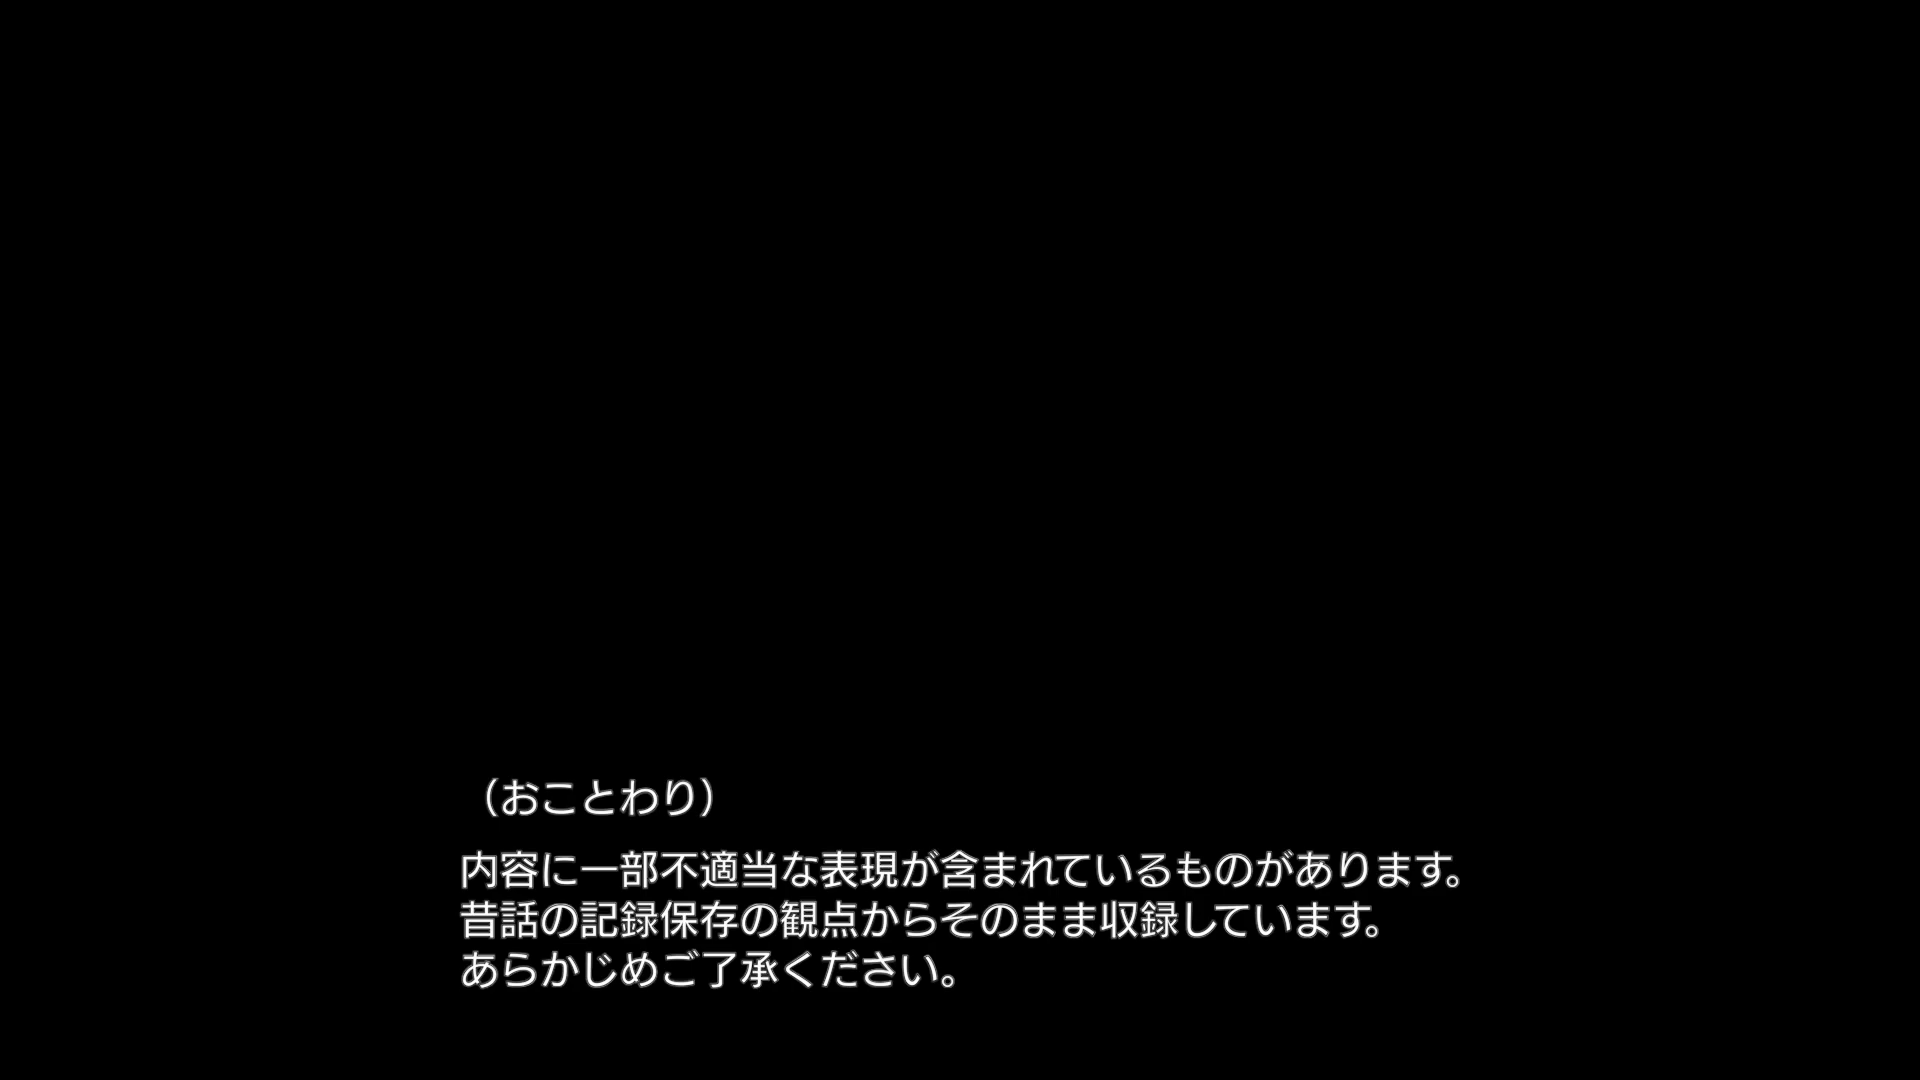 （おことわり）
内容に一部不適当な表現が含まれているものがあります。
昔話の記録保存の観点からそのまま収録しています。
あらかじめご了承ください。